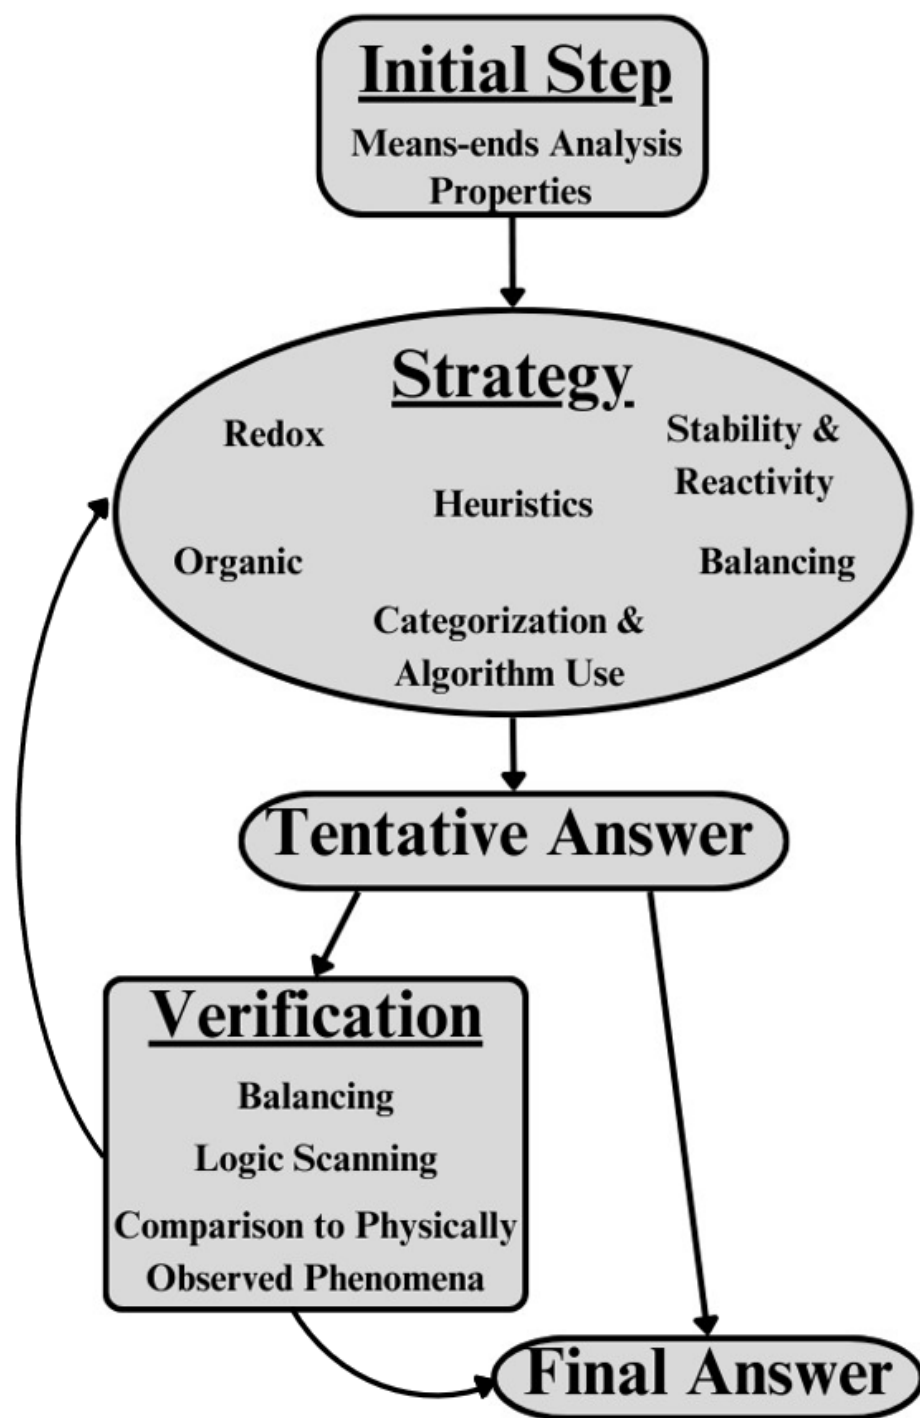 Initial Step
Means-ends Analysis
Properties
Strategy
Redox
Stability &
Reactivity
Heuristics
Organic
Balancing
Categorization &
Algorithm Use
Tentative Answer
Verification
Balancing
Logic Scanning
Comparison to Physically
Observed Phenomena
Final Answer